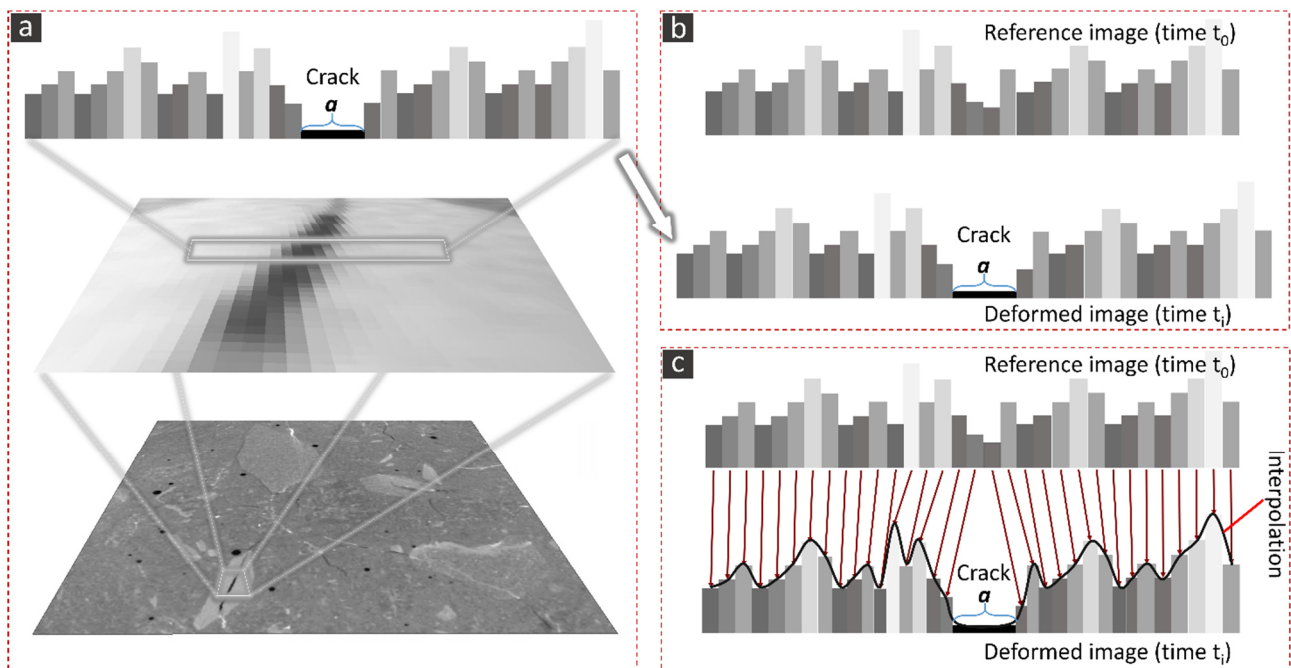 a
Crack
a
b
Reference image (time t0)
Crack
a
Deformed image (time ti)
c
Reference image (time t0)
Interpolation
Crack
a
Deformed image (time ti)